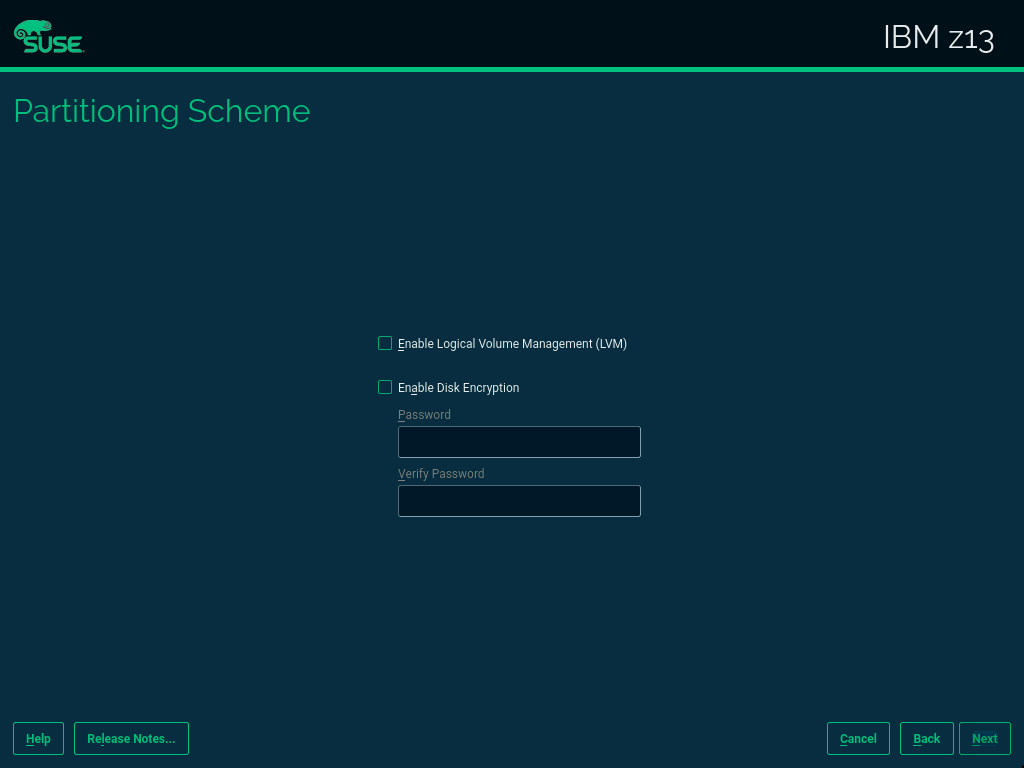 SUSE
IBM z13
Partitioning Scheme
Enable Logical Volume Management (LVM)
Enable Disk Encryption
Password
Verify Password
Help
Release Notes...
Cancel
Back
Next